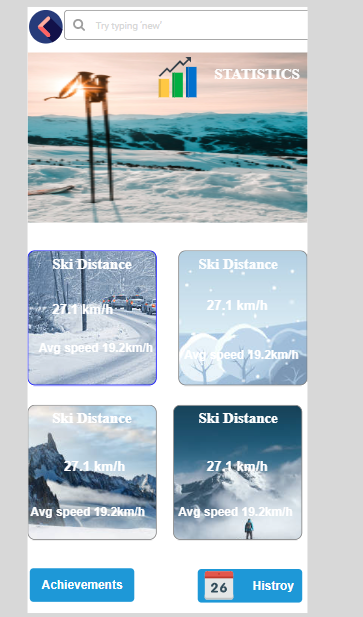 Try typing 'new'
STATISTICS
Ski Distance
27.1 km/h
Avg speed 19.2km/h
Ski Distance
27.1 km/h
Avg speed 19.2km/h
Ski Distance
27.1 km/h
Avg speed 19.2km/h
Ski Distance
27.1 km/h
Avg speed 19.2km/h
Achievements
26
Histroy